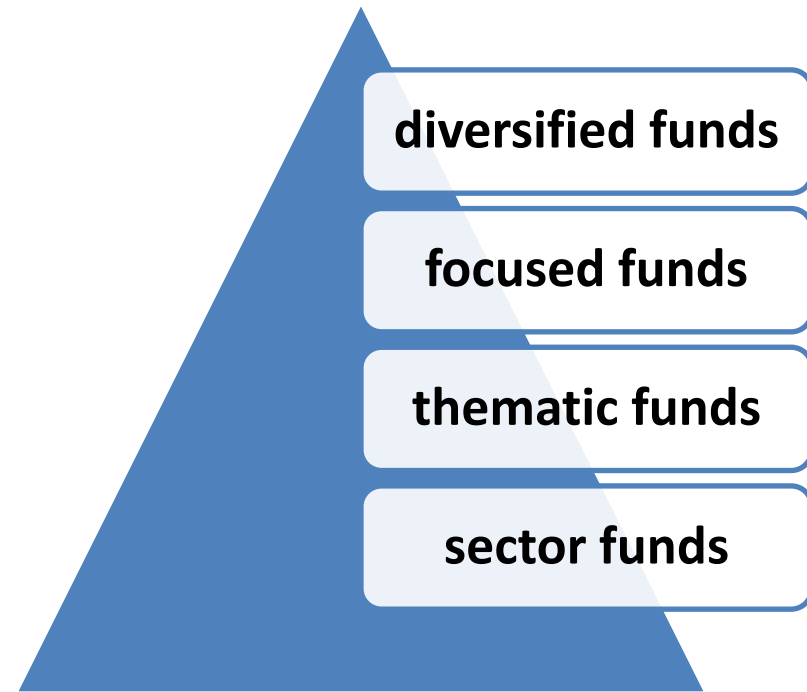 diversified funds
focused funds
thematic funds
sector funds